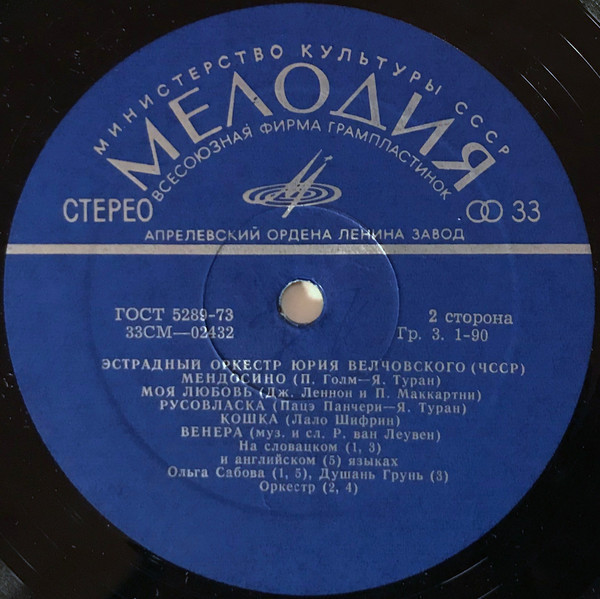 МИНИСТЕРСТВО КУЛЬТУРЫ СССР
МЕЛОДИЯ
ВСЕСОЮЗНАЯ ФИРМА ГРАМПЛАСТИНОК
СТЕРЕО
33
АПРЕЛЕВСКИЙ ОРДЕНА ЛЕНИНА ЗАВОД
ГОСТ 5289-73
2 сторона
33СМ—02432
Гр. 3. 1-90
ЭСТРАДНЫЙ ОРКЕСТР ЮРИЯ ВЕЛЧОВСКОГО (ЧССР)
МЕНДОСИНО (П. Голм—Я. Туран)
МОЯ ЛЮБОВЬ (Дж. Леннон и П. Маккартни)
РУСОВЛАСКА (Пацэ Панчери—Я. Туран)
КОШКА (Лало Шифрин)
ВЕНЕРА (муз. и сл. Р. ван Леувен)
На словацком (1, 3)
и английском (5) языках
Ольга Сабова (1, 5), Душань Грунь (3)
Оркестр (2, 4)